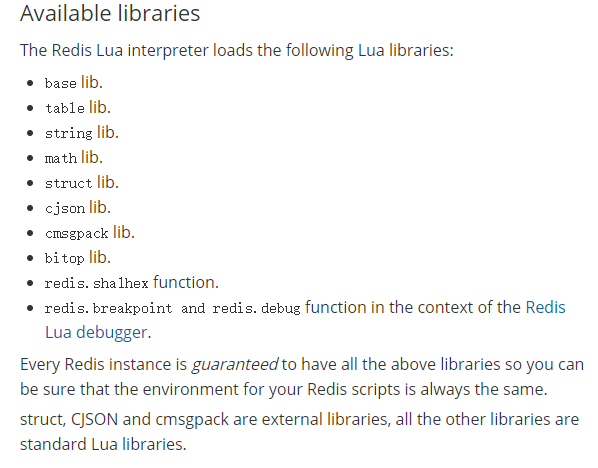 Available libraries
The Redis Lua interpreter loads the following Lua libraries:
• base lib.
• table lib.
• string lib.
• math lib.
• struct lib.
• cjson lib.
• cmsgpack lib.
• bitop lib.
• redis.sha1hex function.
• redis.breakpoint and redis.debug function in the context of the Redis
Lua debugger.
Every Redis instance is guaranteed to have all the above libraries so you can
be sure that the environment for your Redis scripts is always the same.
struct, CJSON and cmsgpack are external libraries, all the other libraries are
standard Lua libraries.